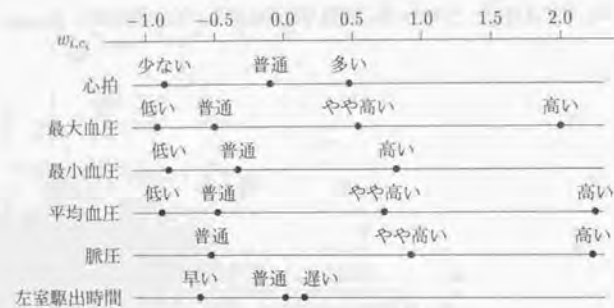 -1.0 -0.5 0.0 0.5 1.0 1.5 2.0
w_{i,c_i}
少ない 普通 多い
心拍
低い 普通 やや高い 高い
最大血圧
低い 普通 高い
最小血圧
低い 普通 やや高い 高い
平均血圧
普通 やや高い 高い
脈圧
早い 普通 遅い
左室駆出時間